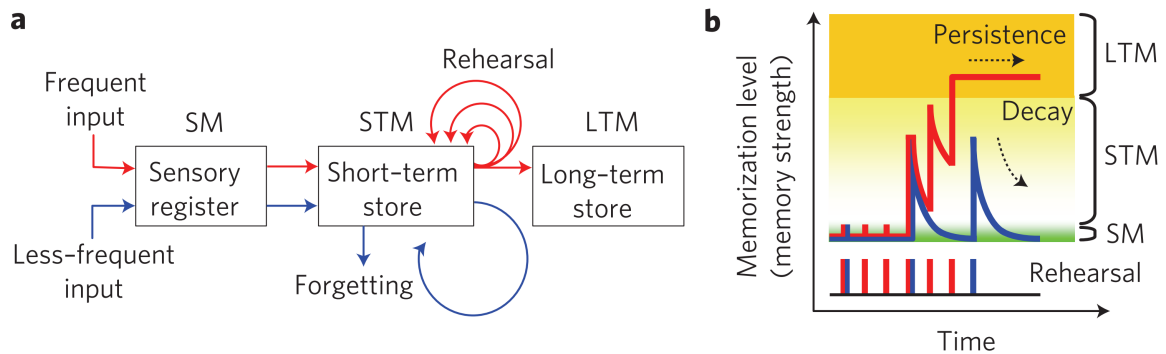 a
Frequent
input
SM
Sensory
register
Less–frequent
input
STM
Short–term
store
Rehearsal
Forgetting
LTM
Long–term
store
b
Memorization level
(memory strength)
Persistence
Decay
LTM
STM
SM
Rehearsal
Time